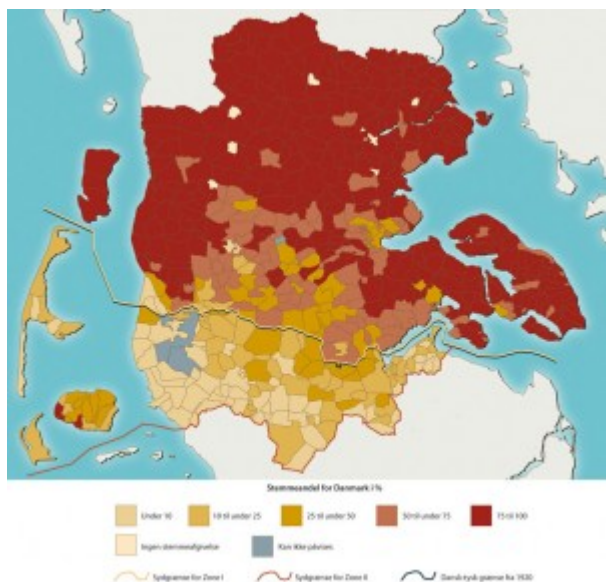 Stemmeandel for Danmark i %
Under 10 10 til under 25 25 til under 50 50 til under 75 75 til 100
Ingen stemmeafgivelse Kan ikke påvises
Sydgrænse for Zone I Sydgrænse for Zone II Dansk-tysk grænse fra 1920